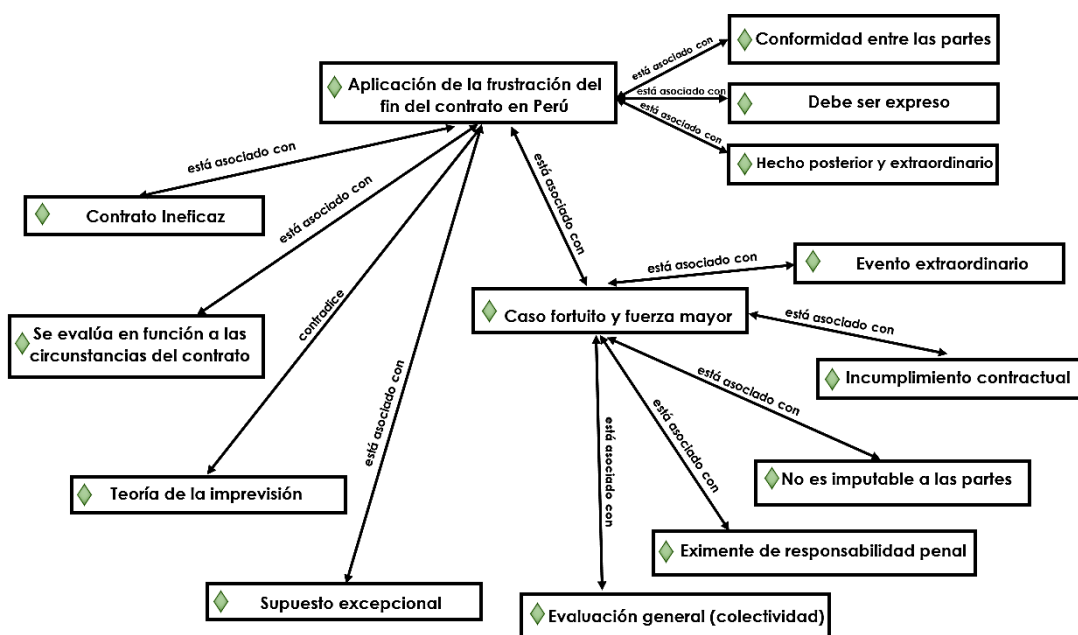 Conformidad entre las partes
está asociado con
Aplicación de la frustración del
fin del contrato en Perú
está asociado con
Debe ser expreso
está asociado con
Hecho posterior y extraordinario
está asociado con
Contrato Ineficaz
está asociado con
está asociado con
está asociado con
Evento extraordinario
Caso fortuito y fuerza mayor
contradice
Se evalúa en función a las
circunstancias del contrato
está asociado con
Incumplimiento contractual
está asociado con
está asociado con
está asociado con
está asociado con
No es imputable a las partes
Teoría de la imprevisión
Eximente de responsabilidad penal
Supuesto excepcional
Evaluación general (colectividad)